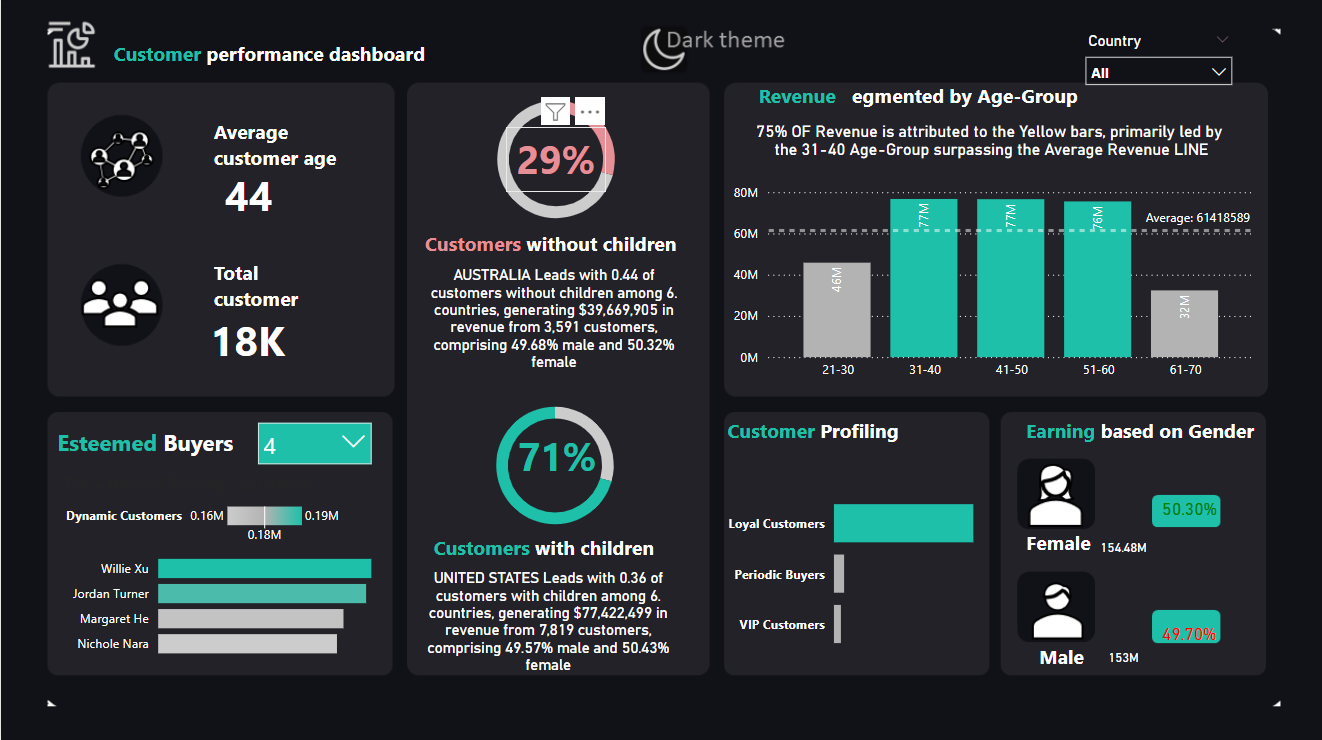 Customer performance dashboard
Dark theme
Country
All
Average
customer age
44
Total
customer
18K
29%
Customers without children
AUSTRALIA Leads with 0.44 of
customers without children among 6.
countries, generating $39,669,905 in
revenue from 3,591 customers,
comprising 49.68% male and 50.32%
female
71%
Customers with children
UNITED STATES Leads with 0.36 of
customers with children among 6.
countries, generating $77,422,499 in
revenue from 7,819 customers,
comprising 49.57% male and 50.43%
female
Revenue egmented by Age-Group
75% OF Revenue is attributed to the Yellow bars, primarily led by
the 31-40 Age-Group surpassing the Average Revenue LINE
80M
60M
40M
20M
0M
Average: 61418589
46M
77M
77M
76M
32M
21-30
31-40
41-50
51-60
61-70
Esteemed Buyers
4
Dynamic Customers 0.16M 0.19M
0.18M
Willie Xu
Jordan Turner
Margaret He
Nichole Nara
Customer Profiling
Loyal Customers
Periodic Buyers
VIP Customers
Earning based on Gender
50.30%
Female 154.48M
49.70%
Male 153M